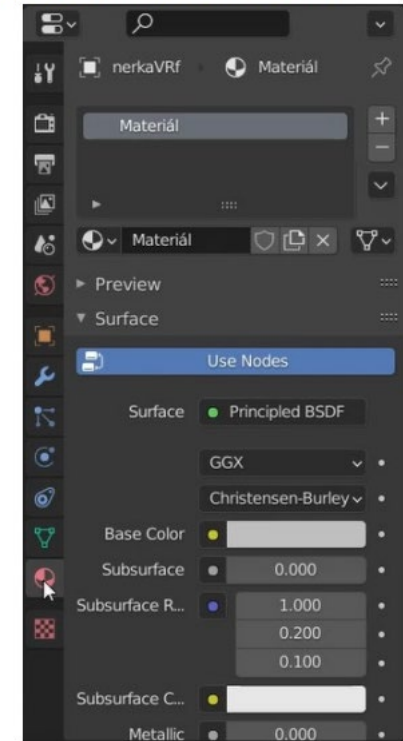 nerkaVRf Materiál
Materiál
Materiál
Preview
Surface
Use Nodes
Surface Principled BSDF
GGX
Christensen-Burley
Base Color
Subsurface 0.000
Subsurface R... 1.000
0.200
0.100
Subsurface C...
Metallic 0.000